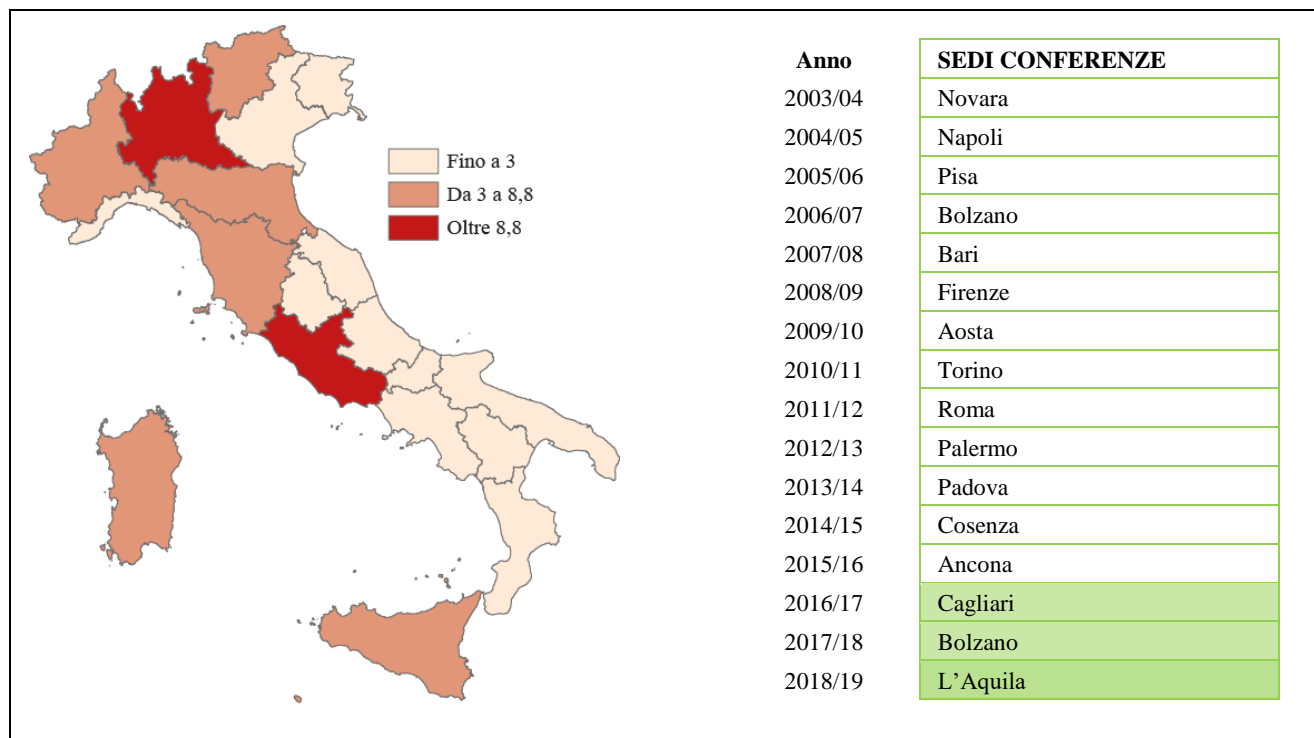 Fino a 3
Da 3 a 8,8
Oltre 8,8
Anno SEDI CONFERENZE
2003/04 Novara
2004/05 Napoli
2005/06 Pisa
2006/07 Bolzano
2007/08 Bari
2008/09 Firenze
2009/10 Aosta
2010/11 Torino
2011/12 Roma
2012/13 Palermo
2013/14 Padova
2014/15 Cosenza
2015/16 Ancona
2016/17 Cagliari
2017/18 Bolzano
2018/19 L’Aquila